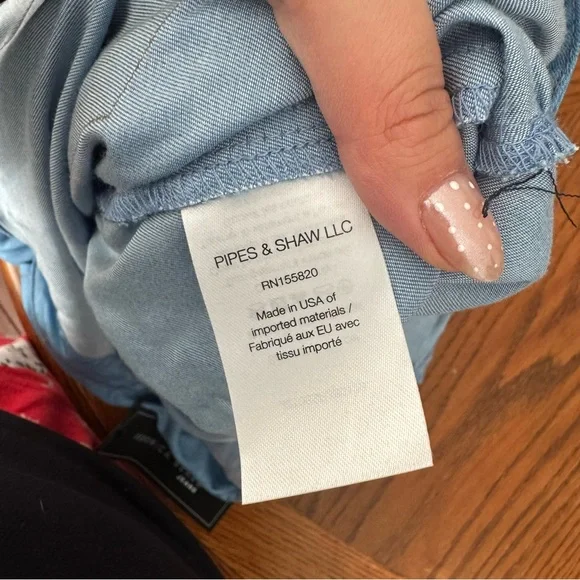 PIPES & SHAW LLC
RN155820
Made in USA of
imported materials /
Fabriqué aux EU avec
tissu importé